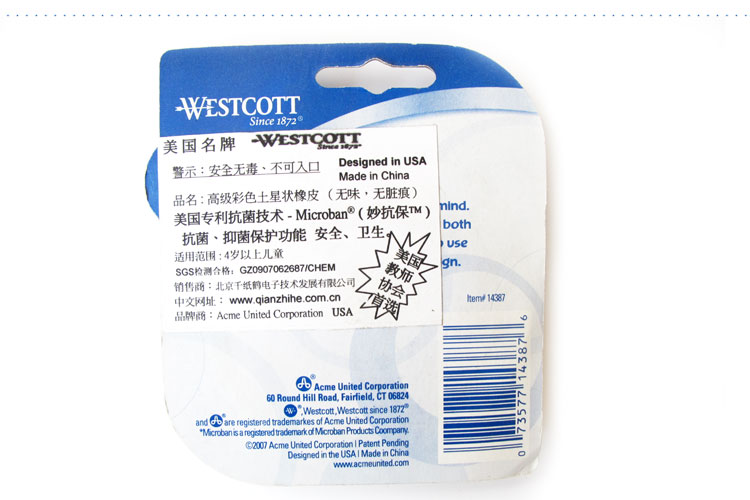 WESTCOTT
Since 1872®
美国名牌 WESTCOTT
Since 1872®
警示：安全无毒、不可入口 Designed in USA
Made in China
品名：高级彩色土星状橡皮（无味，无脏痕）
美国专利抗菌技术 - Microban®（妙抗保™）
抗菌、抑菌保护功能 安全、卫生。
适用范围：4岁以上儿童
SGS检测合格：GZ0907062687/CHEM
销售商：北京千纸鹤电子技术发展有限公司
中文网址： www.qianzhihe.com.cn
品牌商：Acme United Corporation USA
美国
教师
协会
首选
mind.
both
o use
gn.
Item# 14387
0 73577 14387 6
Acme United Corporation
60 Round Hill Road, Fairfield, CT 06824
W®, Westcott, Westcott since 1872®
and are registered trademarkes of Acme United Corporation.
*Microban is a registered trademark of Microban Products Coompany.
©2007 Acme United Corporation | Patent Pending
Designed in the USA | Made in China
www.acmeunited.com